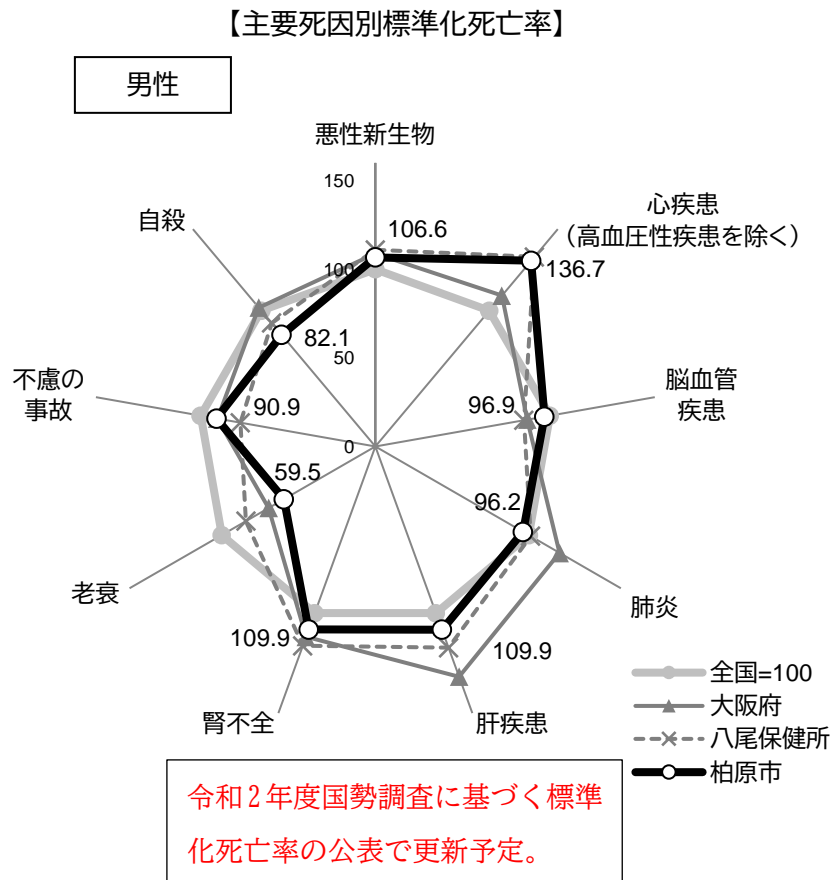 【主要死因別標準化死亡率】
男性
悪性新生物
150
心疾患
（高血圧性疾患を除く）
自殺
106.6
136.7
100
82.1
50
不慮の
事故
90.9
96.9
脳血管
疾患
0
59.5
96.2
老衰
肺炎
109.9
109.9
腎不全
肝疾患
全国=100
大阪府
八尾保健所
柏原市
令和２年度国勢調査に基づく標準
化死亡率の公表で更新予定。